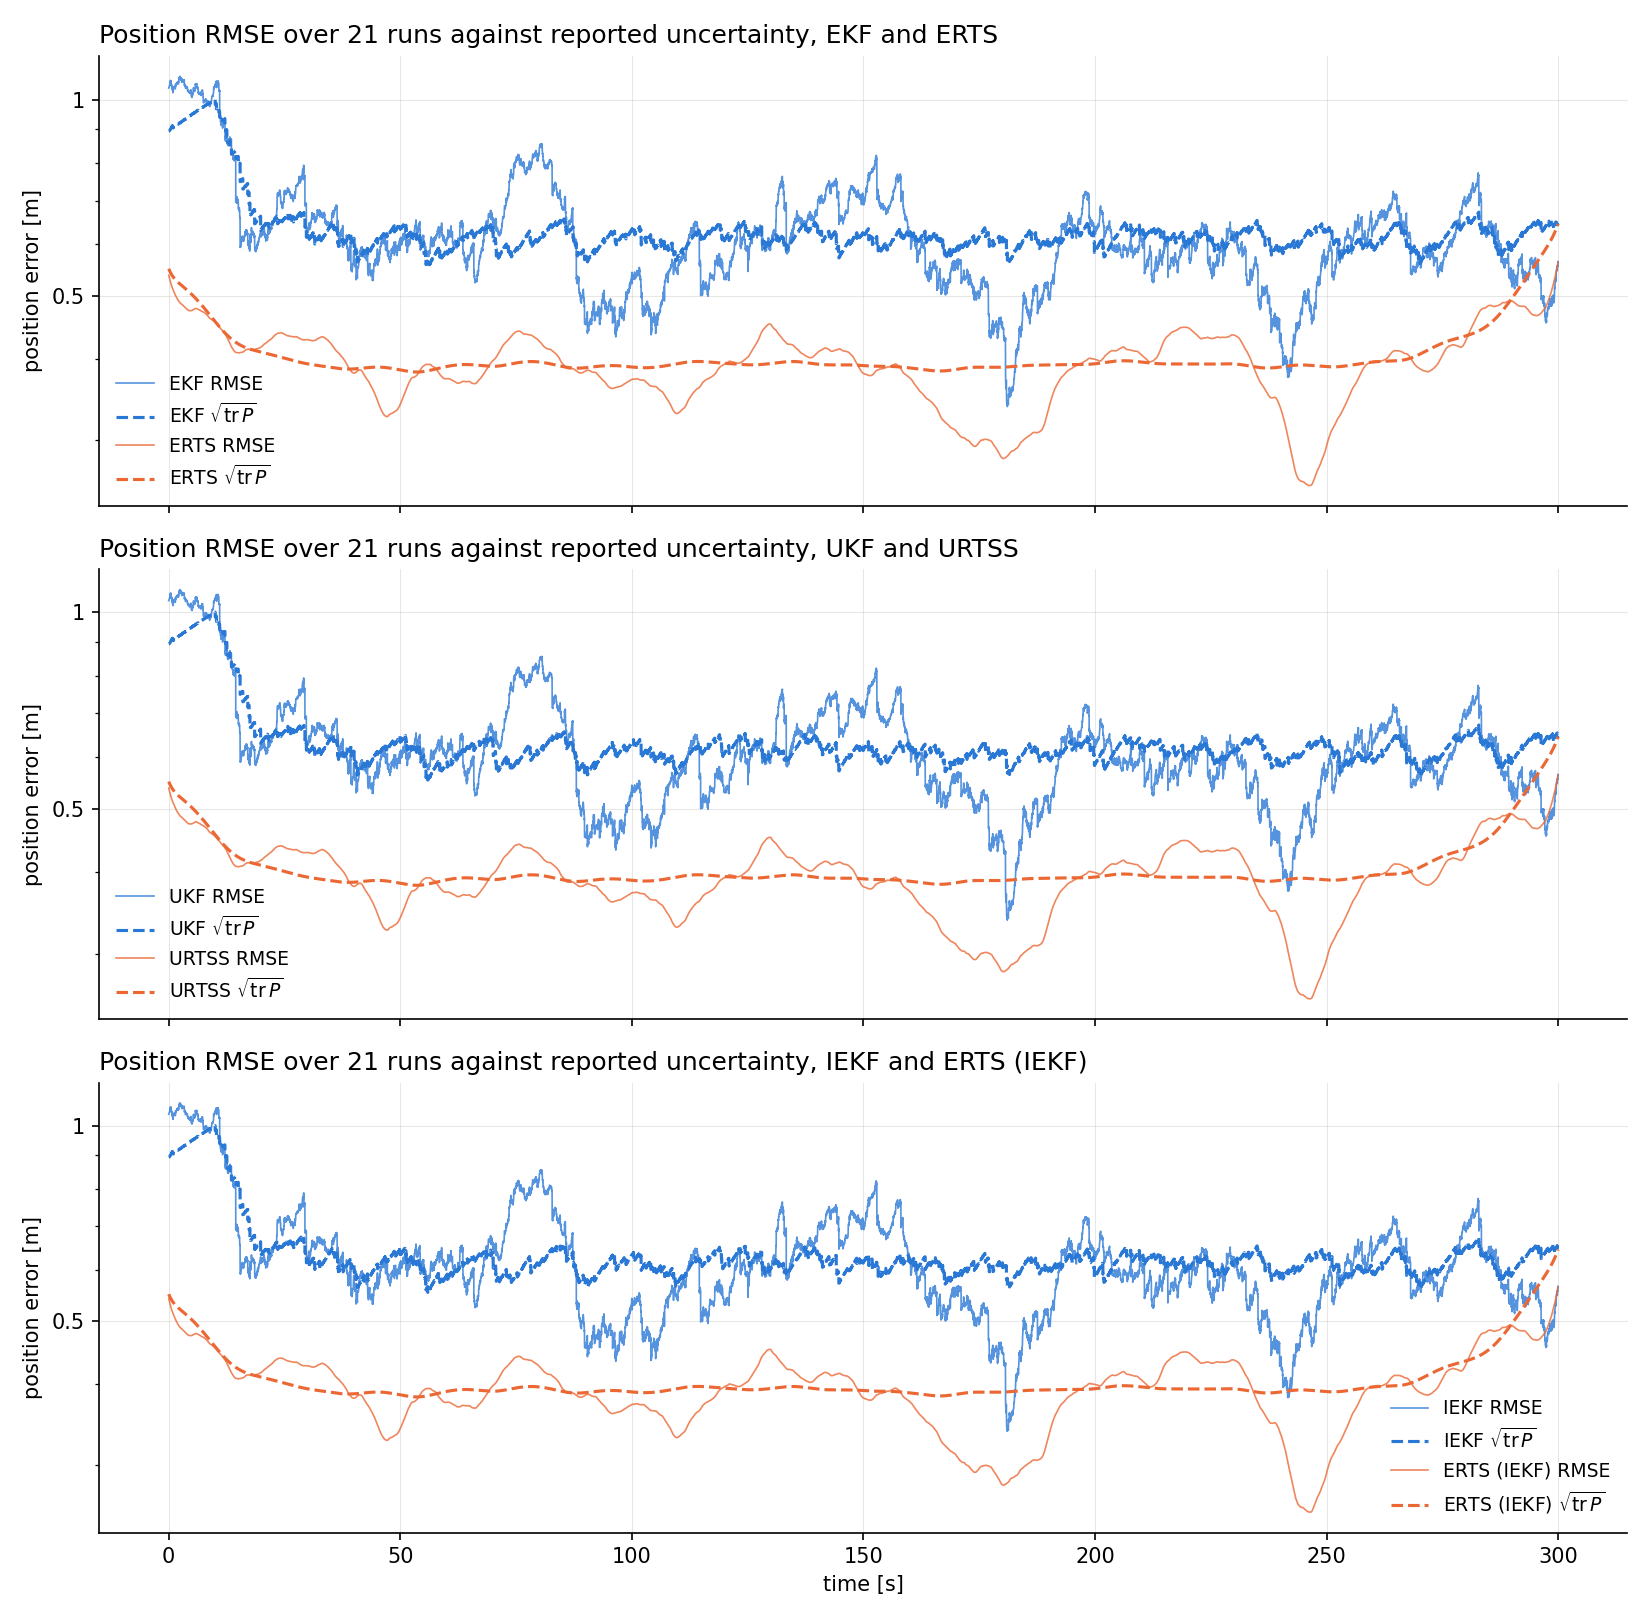 Position RMSE over 21 runs against reported uncertainty, EKF and ERTS
1
0.5
position error [m]
EKF RMSE
EKF √tr P
ERTS RMSE
ERTS √tr P
Position RMSE over 21 runs against reported uncertainty, UKF and URTSS
1
0.5
position error [m]
UKF RMSE
UKF √tr P
URTSS RMSE
URTSS √tr P
Position RMSE over 21 runs against reported uncertainty, IEKF and ERTS (IEKF)
1
0.5
position error [m]
IEKF RMSE
IEKF √tr P
ERTS (IEKF) RMSE
ERTS (IEKF) √tr P
0 50 100 150 200 250 300
time [s]